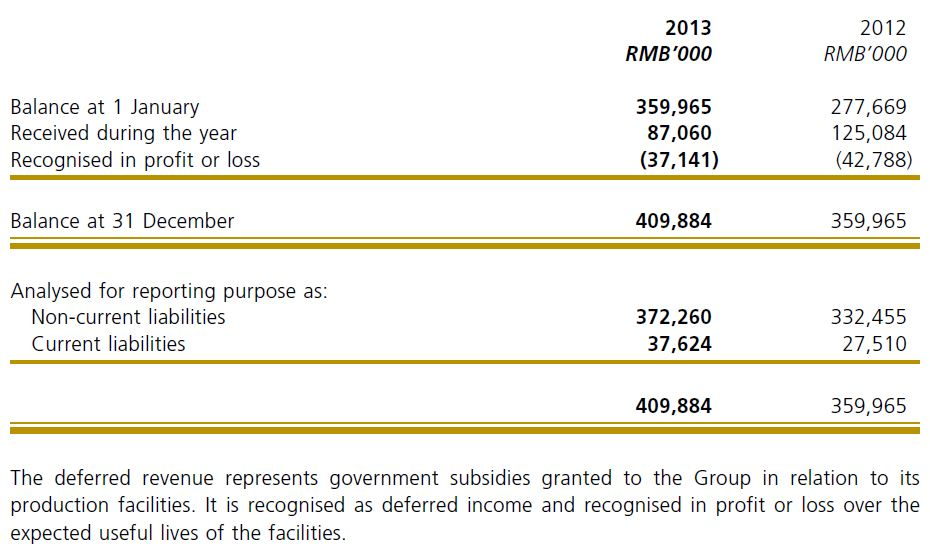 2013 2012
RMB’000 RMB’000
Balance at 1 January 359,965 277,669
Received during the year 87,060 125,084
Recognised in profit or loss (37,141) (42,788)
Balance at 31 December 409,884 359,965
Analysed for reporting purpose as:
Non-current liabilities 372,260 332,455
Current liabilities 37,624 27,510
409,884 359,965
The deferred revenue represents government subsidies granted to the Group in relation to its
production facilities. It is recognised as deferred income and recognised in profit or loss over the
expected useful lives of the facilities.